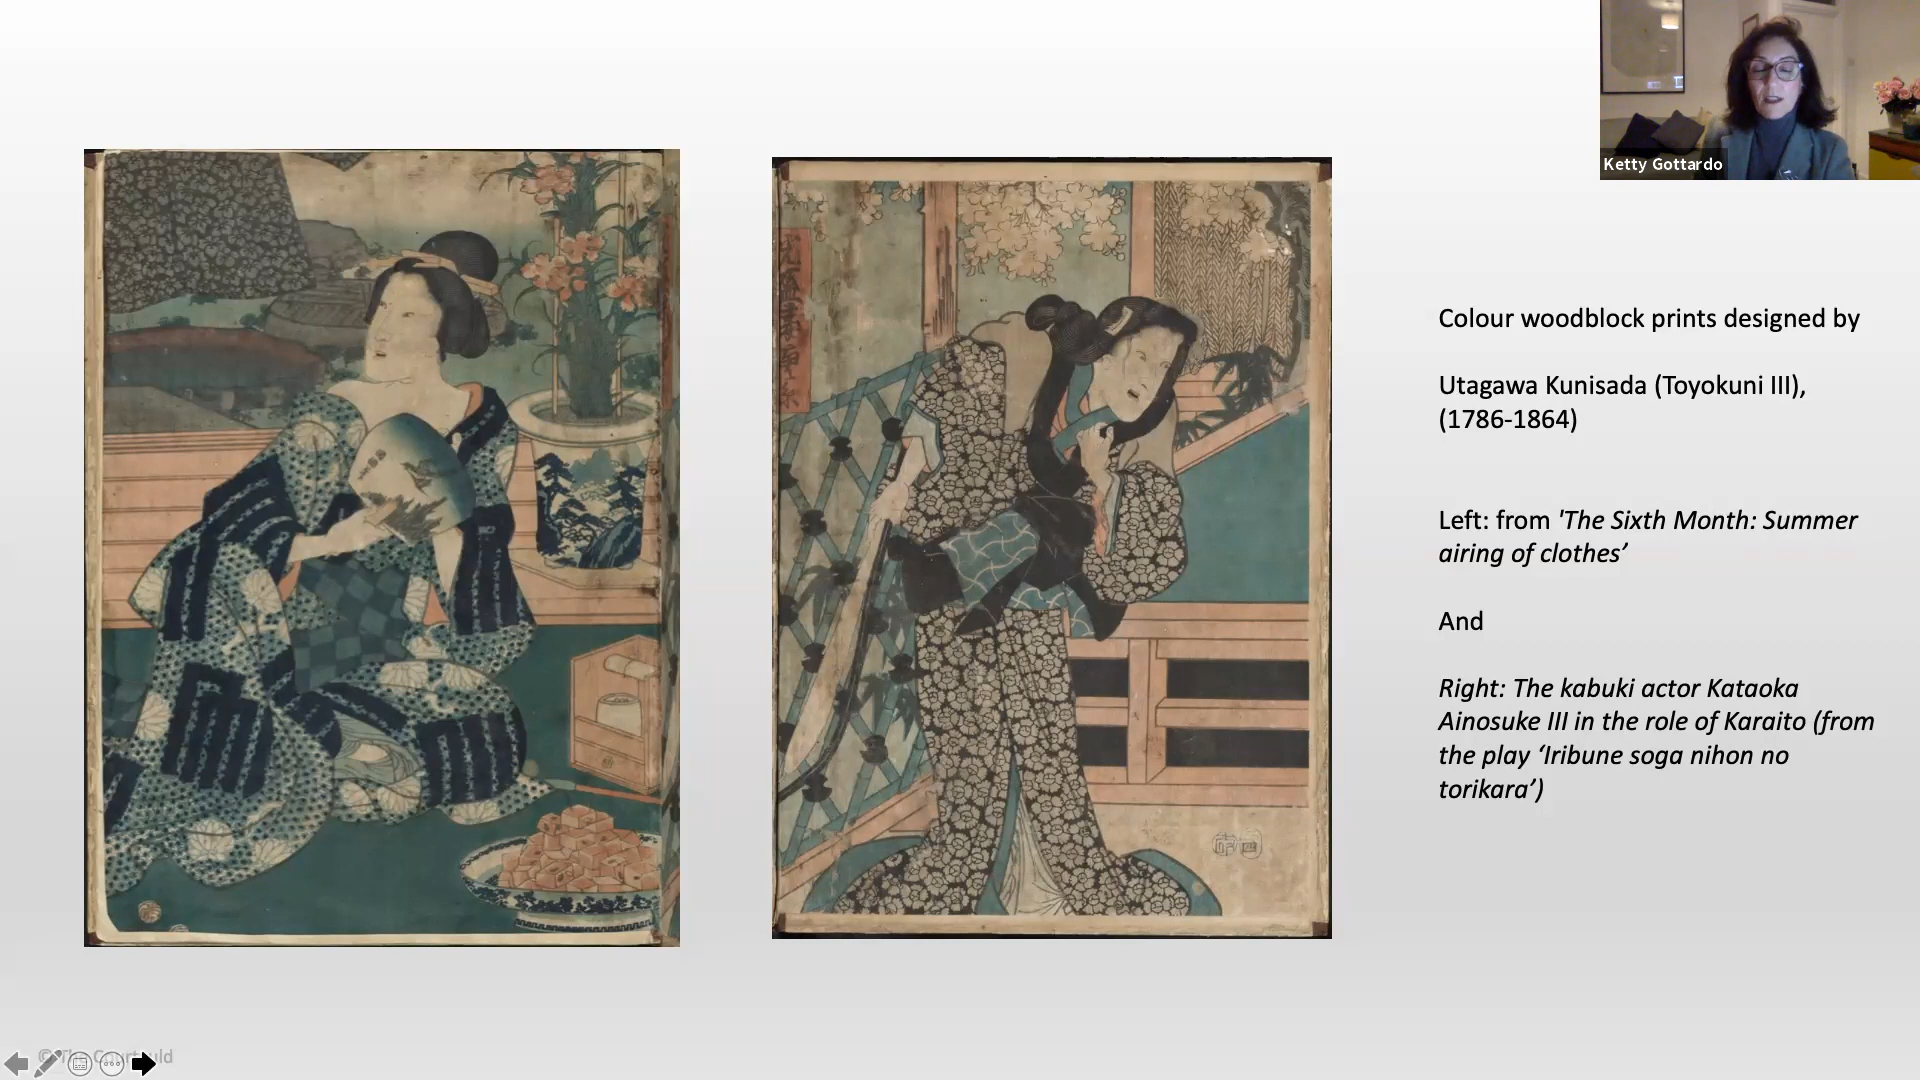 Ketty Gottardo
Colour woodblock prints designed by
Utagawa Kunisada (Toyokuni III),
(1786-1864)
Left: from 'The Sixth Month: Summer
airing of clothes’
And
Right: The kabuki actor Kataoka
Ainosuke III in the role of Karaito (from
the play ‘Iribune soga nihon no
torikara’)
© The Courtauld